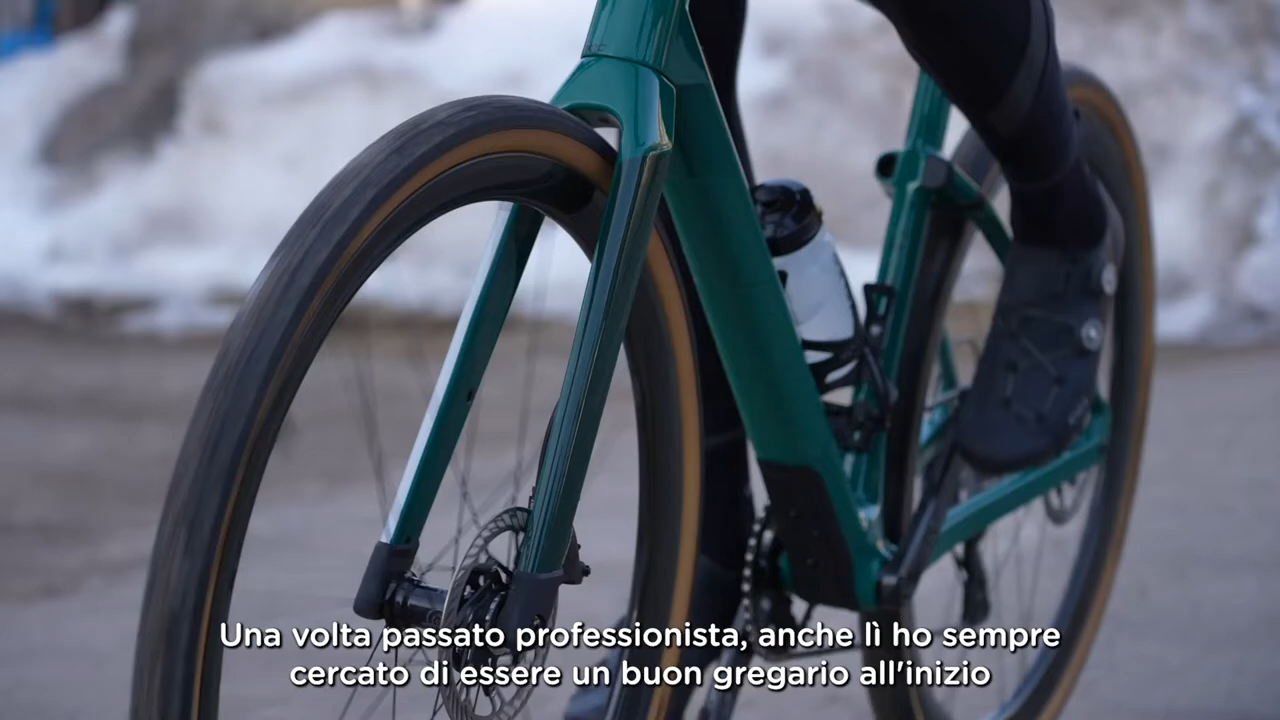 Una volta passato professionista, anche lì ho sempre
cercato di essere un buon gregario all'inizio